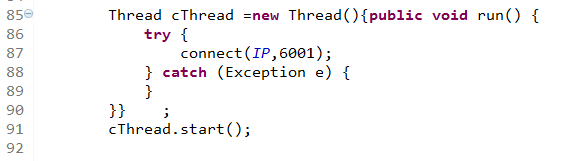 85 Thread cThread =new Thread(){public void run() {
86 try {
87 connect(IP,6001);
88 } catch (Exception e) {
89 }
90 }} ;
91 cThread.start();
92